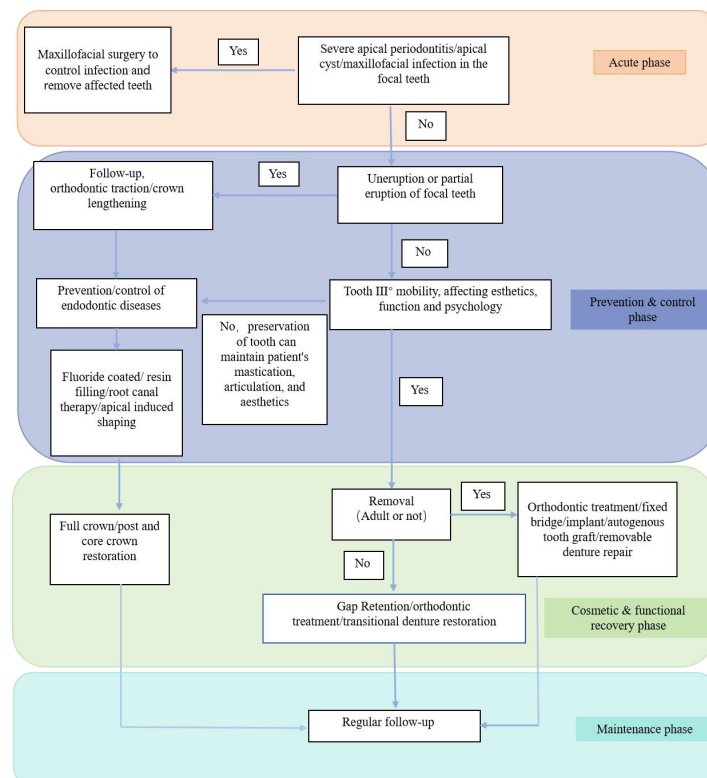 Maxillofacial surgery to
control infection and
remove affected teeth
Yes
Severe apical periodontitis/apical
cyst/maxillofacial infection in the
focal teeth
Acute phase
No
Follow-up,
orthodontic traction/crown
lengthening
Yes
Uneruption or partial
eruption of focal teeth
No
Prevention/control of
endodontic diseases
Tooth III° mobility, affecting esthetics,
function and psychology
Prevention & control
phase
No, preservation
of tooth can
maintain patient's
mastication,
articulation, and
aesthetics
Fluoride coated/ resin
filling/root canal
therapy/apical induced
shaping
Yes
Full crown/post and
core crown
restoration
Removal
(Adult or not)
Yes
Orthodontic treatment/fixed
bridge/implant/autogenous
tooth graft/removable
denture repair
No
Gap Retention/orthodontic
treatment/transitional denture restoration
Cosmetic & functional
recovery phase
Regular follow-up
Maintenance phase